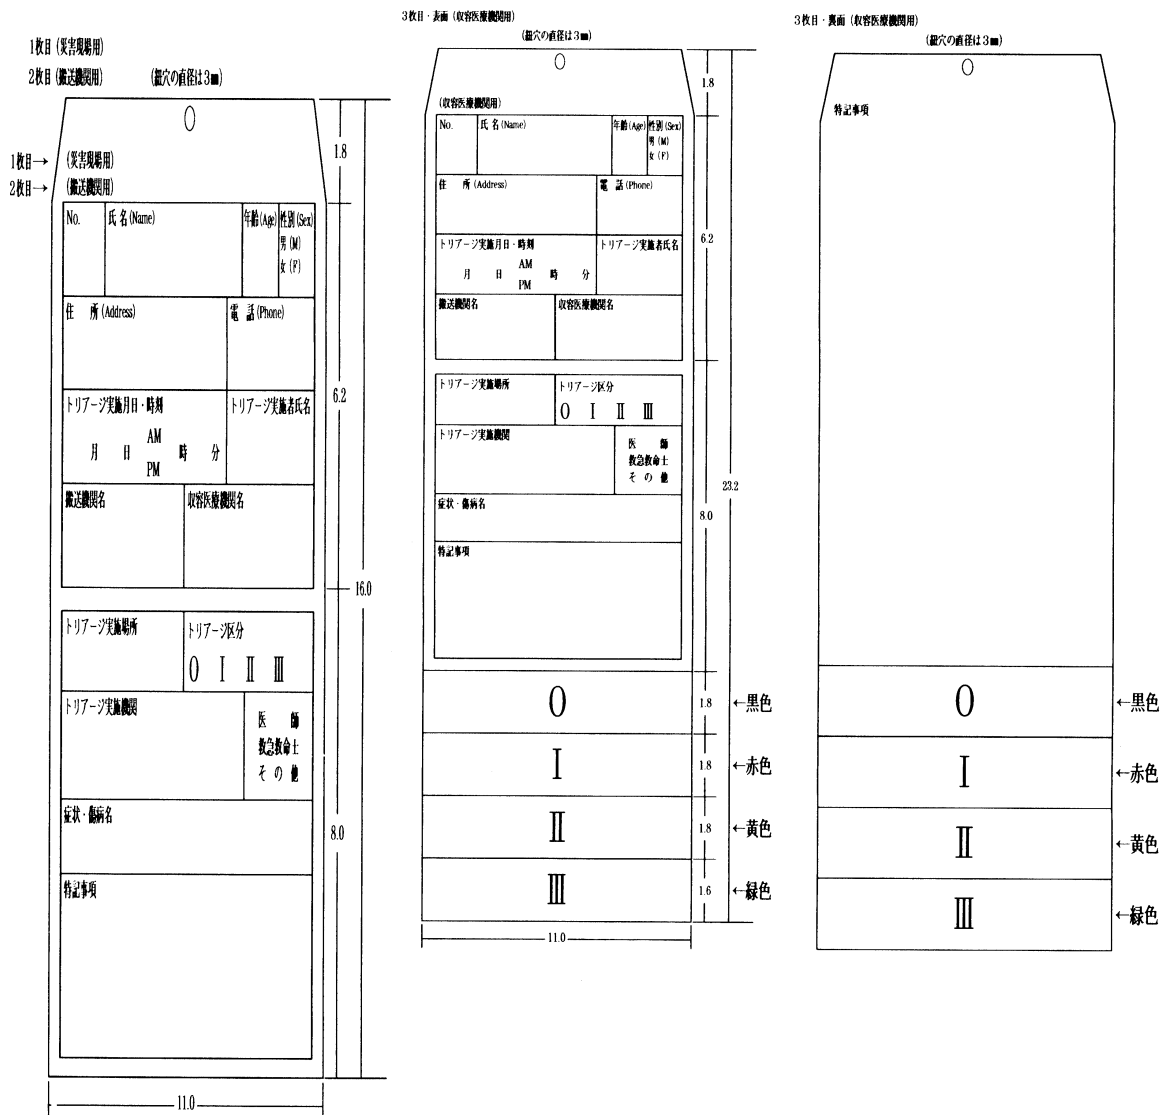 1枚目 (災害現場用)
2枚目 (搬送機関用) (紐穴の直径は3㎜)
1枚目→ (災害現場用)
2枚目→ (搬送機関用)
No. 氏 名 (Name) 年齢 (Age) 性別 (Sex)
男 (M)
女 (F)
住 所 (Address) 電 話 (Phone)
トリアージ実施月日・時刻 トリアージ実施者氏名
AM
月 日 時 分
PM
搬送機関名 収容医療機関名
トリアージ実施場所 トリアージ区分
0 Ⅰ Ⅱ Ⅲ
トリアージ実施機関
医 師
救急救命士
そ の 他
症状・傷病名
特記事項
1.8
6.2
16.0
8.0
11.0
3枚目・表面 (収容医療機関用)
(紐穴の直径は3㎜)
(収容医療機関用)
No. 氏 名 (Name) 年齢 (Age) 性別 (Sex)
男 (M)
女 (F)
住 所 (Address) 電 話 (Phone)
トリアージ実施月日・時刻 トリアージ実施者氏名
AM
月 日 時 分
PM
搬送機関名 収容医療機関名
トリアージ実施場所 トリアージ区分
0 Ⅰ Ⅱ Ⅲ
トリアージ実施機関
医 師
救急救命士
そ の 他
症状・傷病名
特記事項
0 1.8 ←黒色
Ⅰ 1.8 ←赤色
Ⅱ 1.8 ←黄色
Ⅲ 1.6 ←緑色
1.8
6.2
23.2
8.0
11.0
3枚目・裏面 (収容医療機関用)
(紐穴の直径は3㎜)
特記事項
0 ←黒色
Ⅰ ←赤色
Ⅱ ←黄色
Ⅲ ←緑色